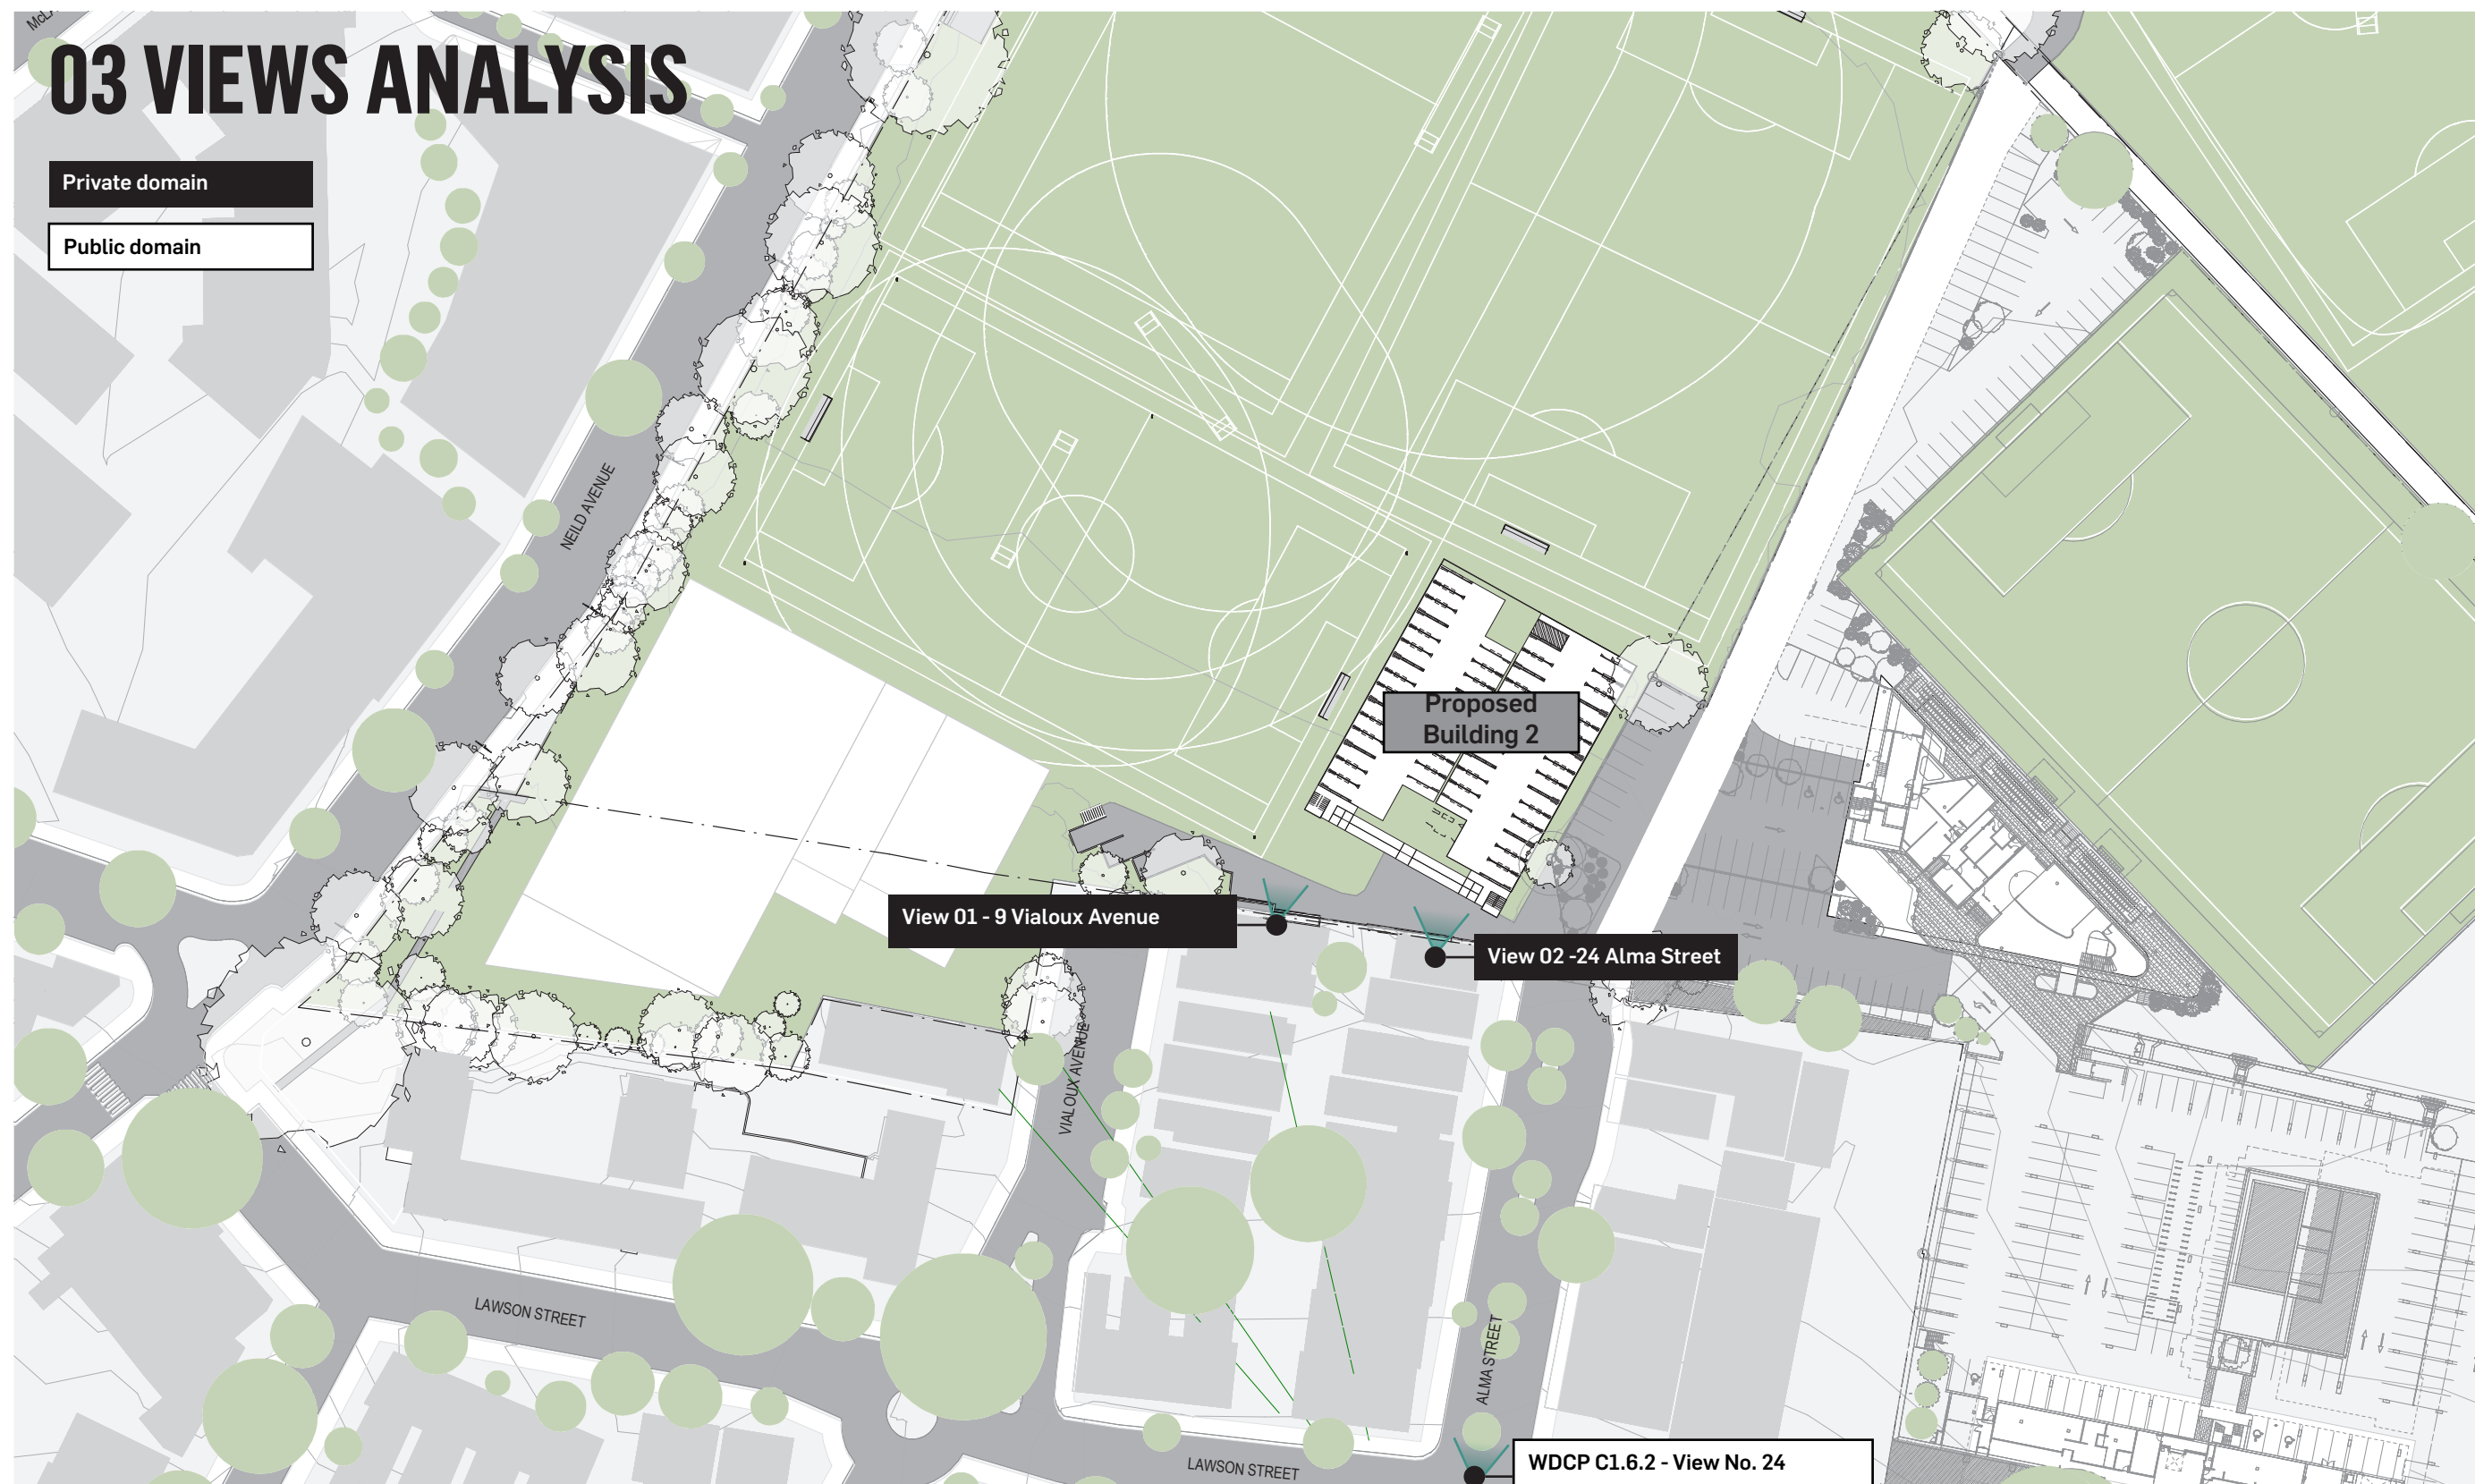 03 VIEWS ANALYSIS
Private domain
Public domain
NEILD AVENUE
Proposed
Building 2
View 01 - 9 Vialoux Avenue
View 02 -24 Alma Street
VIALOUX AVENUE
LAWSON STREET
ALMA STREET
LAWSON STREET
WDCP C1.6.2 - View No. 24